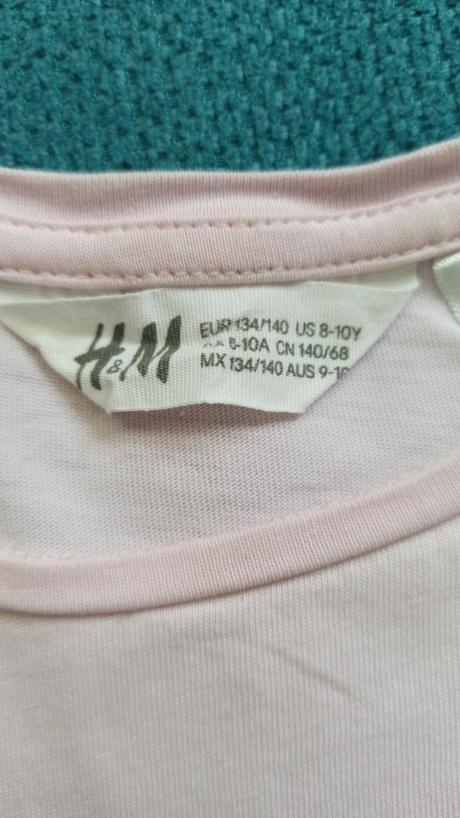 H&M
EUR 134/140 US 8-10Y
8-10A CN 140/68
MX 134/140 AUS